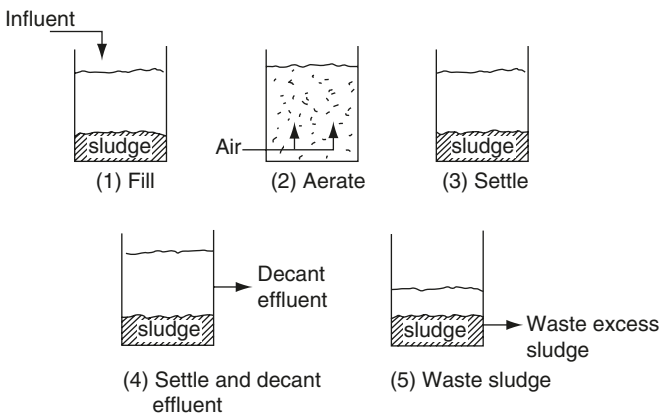 Influent
sludge
(1) Fill
Air
(2) Aerate
sludge
(3) Settle
sludge
Decant
effluent
(4) Settle and decant
effluent
sludge
Waste excess
sludge
(5) Waste sludge